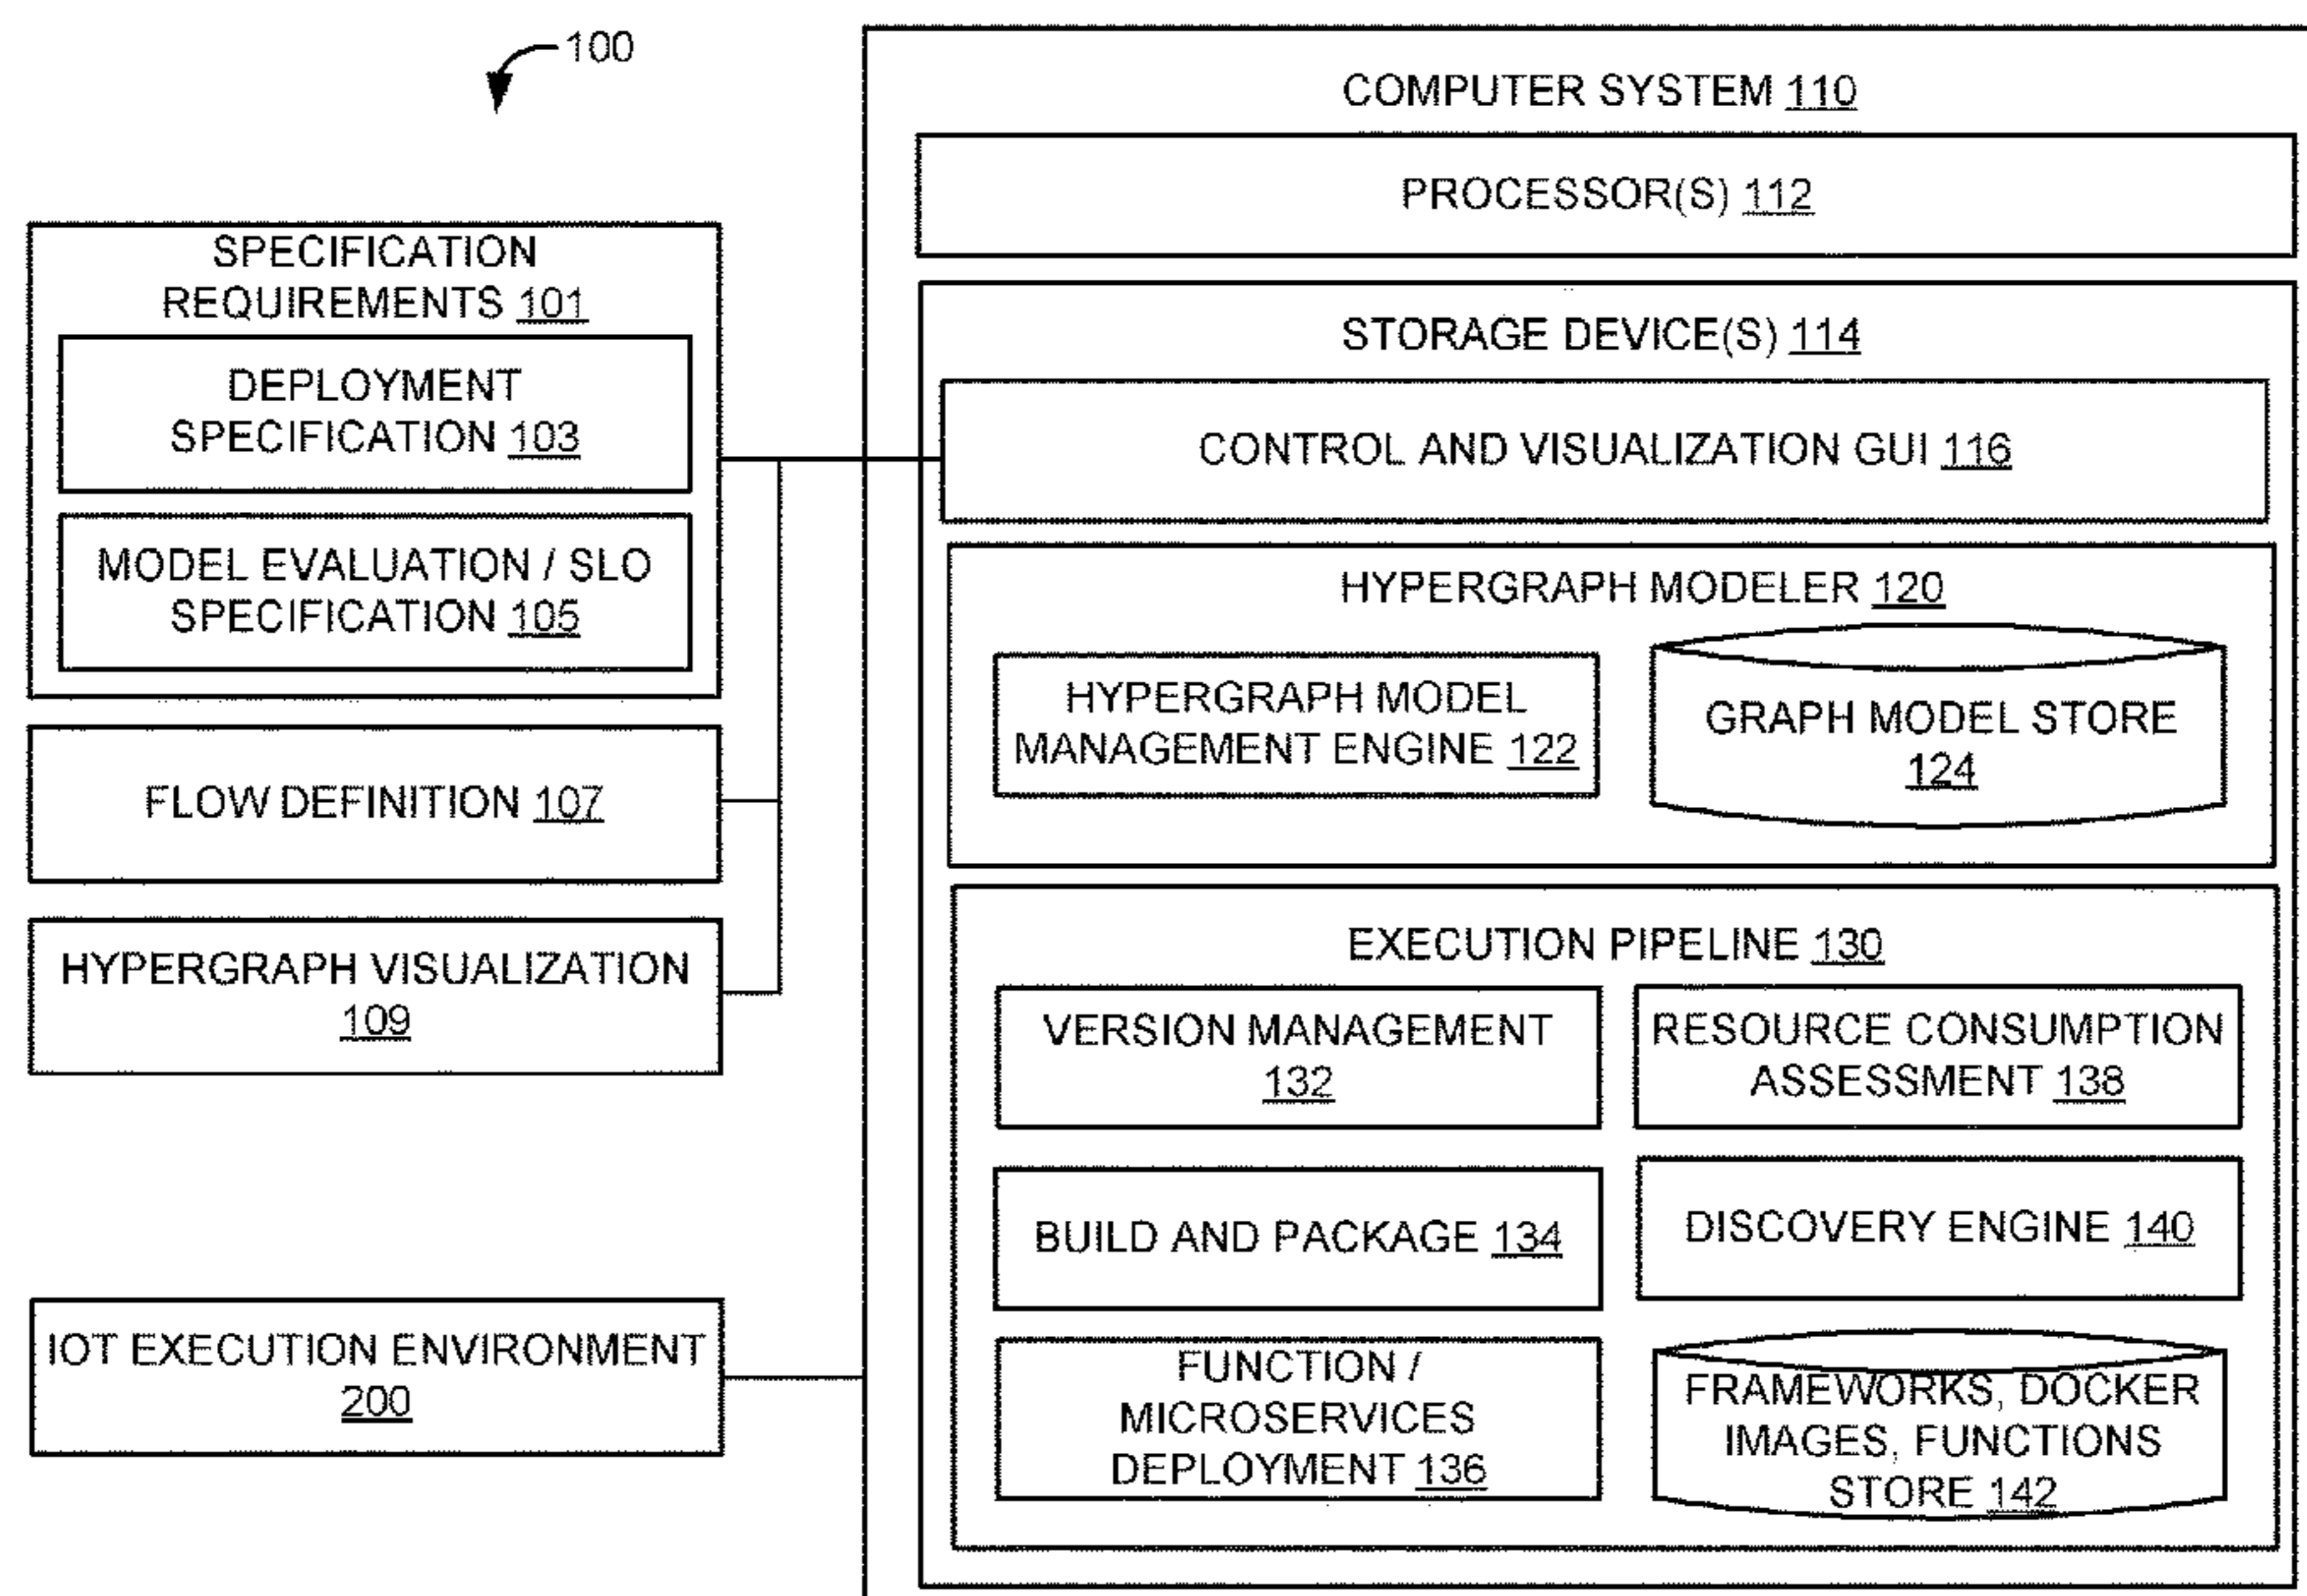 100
SPECIFICATION
REQUIREMENTS 101
DEPLOYMENT
SPECIFICATION 103
MODEL EVALUATION / SLO
SPECIFICATION 105
FLOW DEFINITION 107
HYPERGRAPH VISUALIZATION
109
IOT EXECUTION ENVIRONMENT
200
COMPUTER SYSTEM 110
PROCESSOR(S) 112
STORAGE DEVICE(S) 114
CONTROL AND VISUALIZATION GUI 116
HYPERGRAPH MODELER 120
HYPERGRAPH MODEL
MANAGEMENT ENGINE 122
GRAPH MODEL STORE
124
EXECUTION PIPELINE 130
VERSION MANAGEMENT
132
RESOURCE CONSUMPTION
ASSESSMENT 138
BUILD AND PACKAGE 134
DISCOVERY ENGINE 140
FUNCTION /
MICROSERVICES
DEPLOYMENT 136
FRAMEWORKS, DOCKER
IMAGES, FUNCTIONS
STORE 142